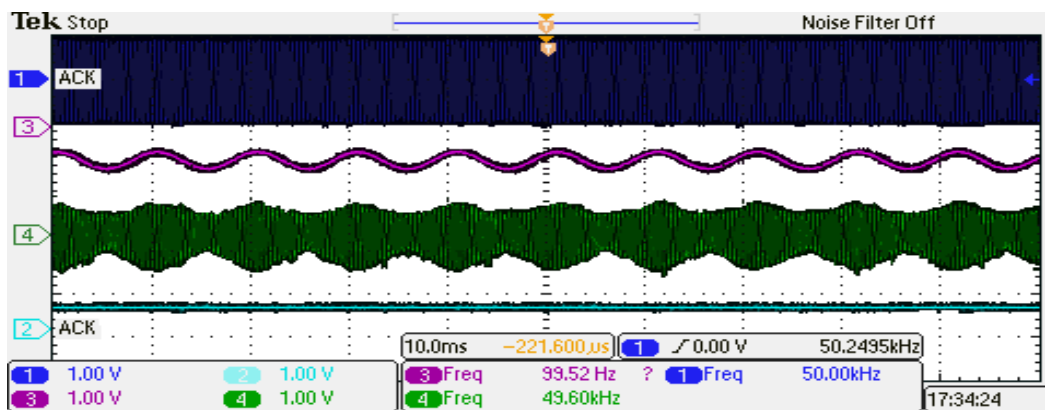 Tek Stop Noise Filter Off
T
T
1 ACK
3
4
2 ACK
10.0ms -221.600µs 1 ∕ 0.00 V 50.2495kHz
1 1.00 V 2 1.00 V 3 Freq 99.52 Hz ? 1 Freq 50.00kHz
3 1.00 V 4 1.00 V 4 Freq 49.60kHz 17:34:24